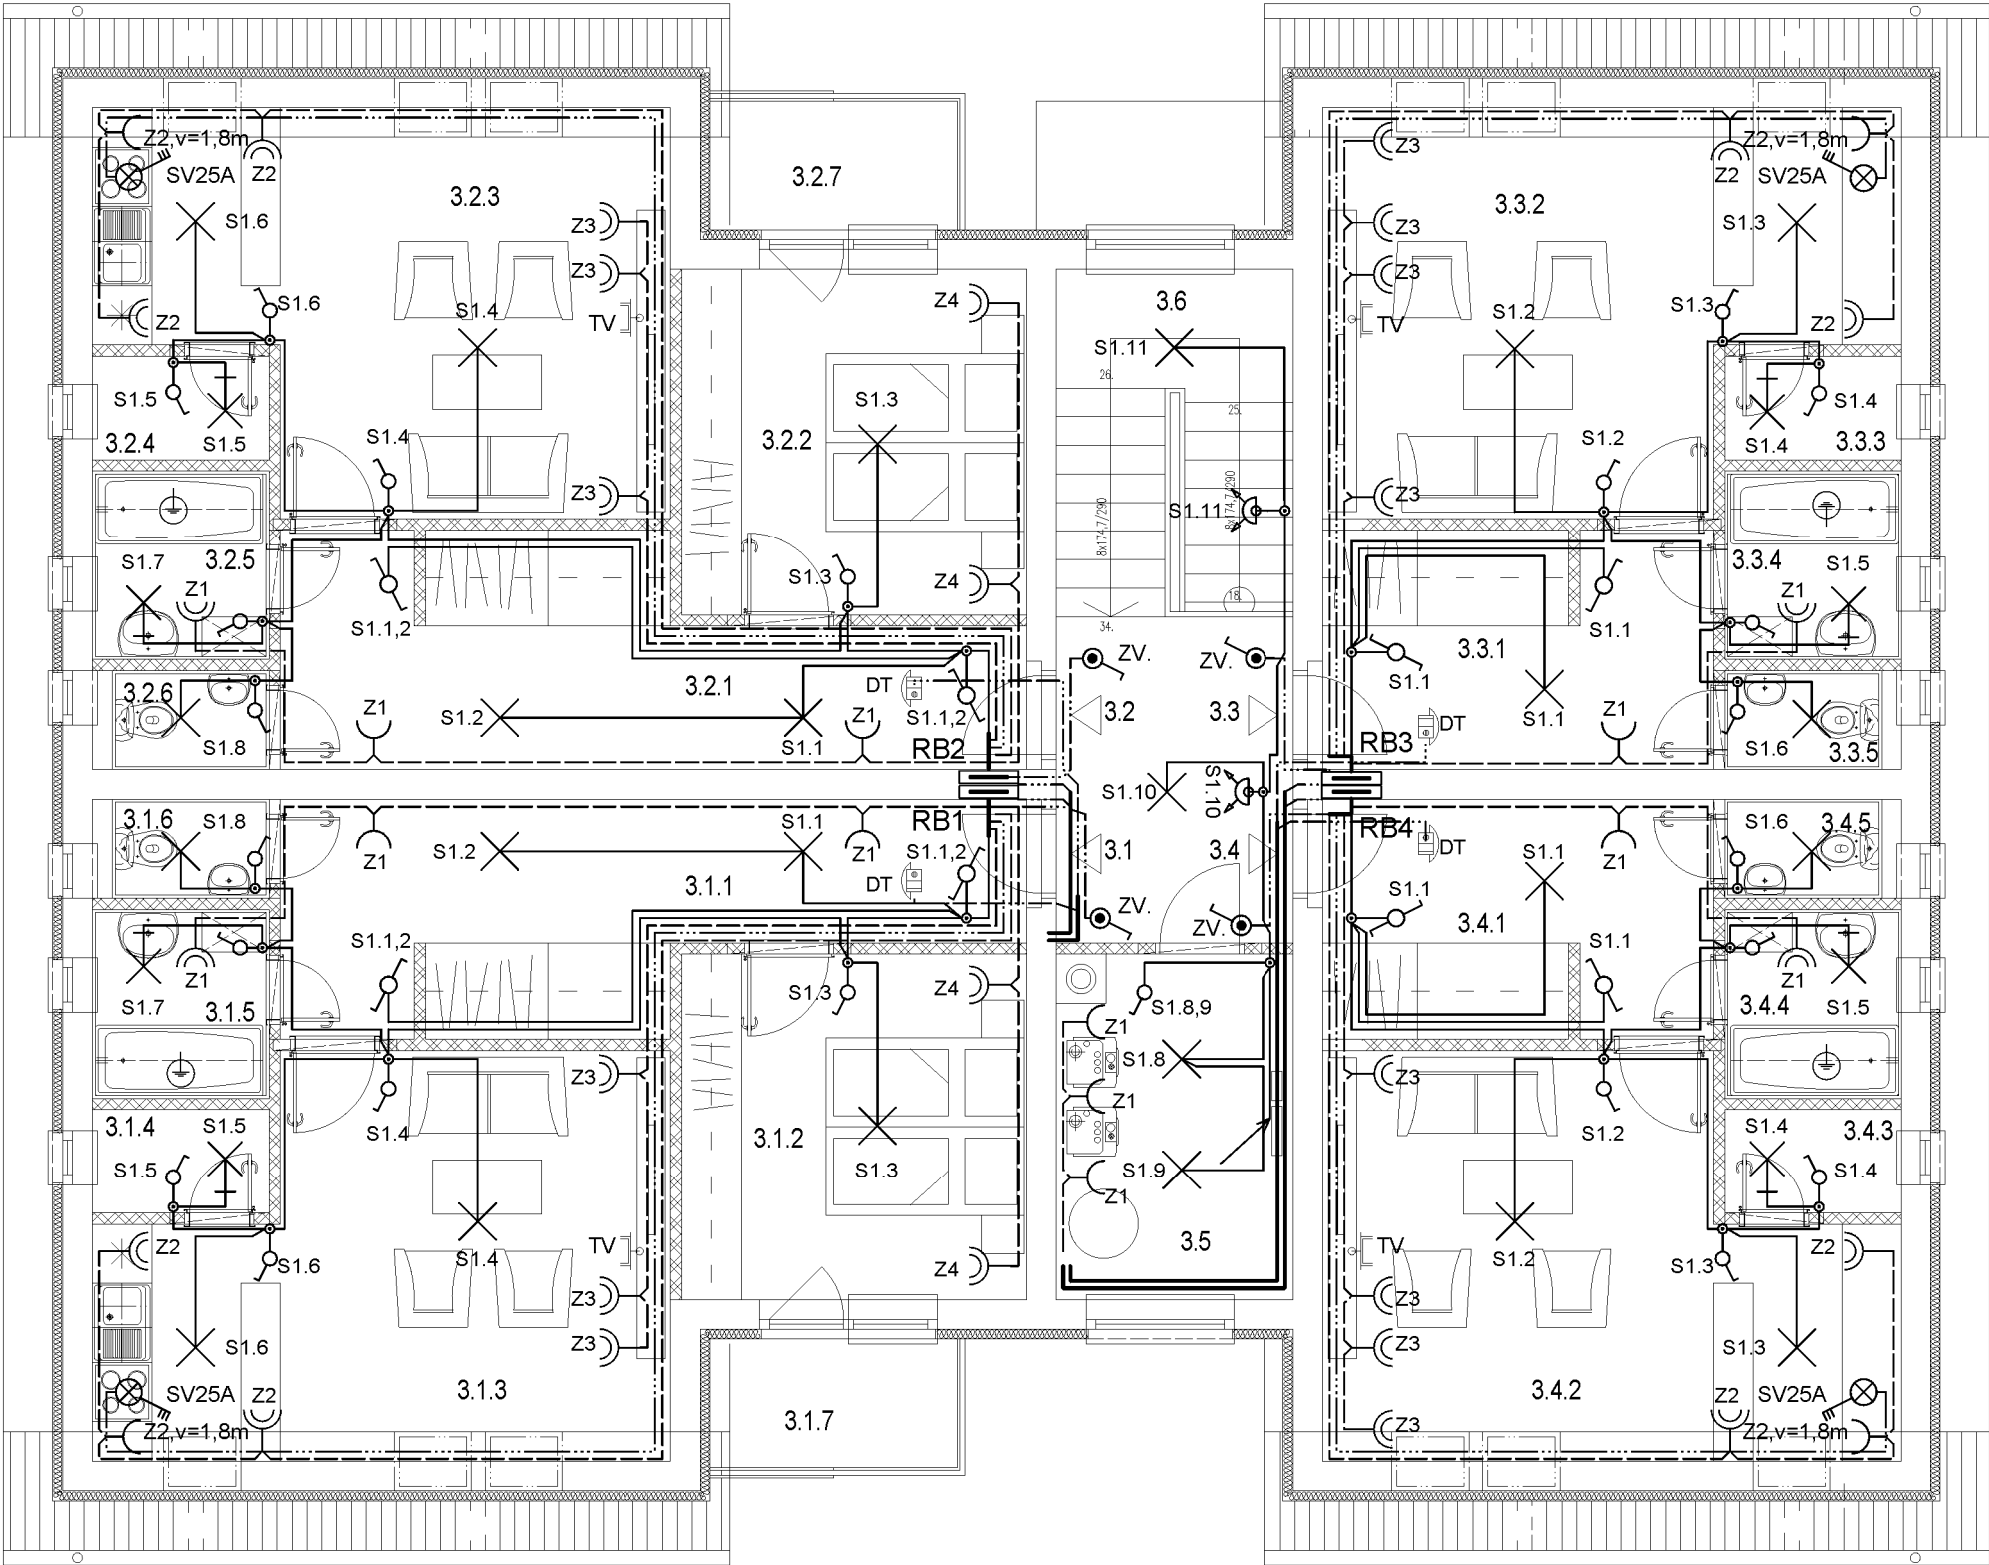 Z2,v=1,8m
SV25A
Z2
S1.6
3.2.3
Z3
Z3
3.2.7
S1.6
S1.4
TV
Z2
Z4
S1.5
S1.5
3.2.4
S1.4
S1.3
3.2.2
Z3
S1.7
3.2.5
Z1
S1.1,2
S1.3
Z4
3.2.6
S1.8
Z1
S1.2
3.2.1
S1.1
Z1
DT
S1.1,2
RB2
3.6
S1.11
26.
25.
S1.11
8x174,7/290
8x174,7/290
18.
34.
ZV.
ZV.
3.2
3.3
S1.10
S1.10
3.1
3.4
ZV.
ZV.
Z3
3.3.2
Z2,v=1,8m
Z2
SV25A
Z3
S1.3
Z3
TV
S1.2
S1.3
Z2
S1.4
S1.4
3.3.3
S1.2
Z3
3.3.4
S1.5
Z1
S1.1
3.3.1
S1.1
S1.1
DT
Z1
S1.6
3.3.5
RB3
3.1.6
S1.8
Z1
S1.2
S1.1
Z1
RB1
S1.1,2
DT
3.1.1
Z1
S1.7
3.1.5
S1.1,2
S1.3
Z4
3.1.4
S1.5
S1.5
S1.4
Z3
3.1.2
S1.3
Z2
S1.6
S1.4
TV
Z3
Z3
Z4
S1.6
SV25A
Z2
Z2,v=1,8m
3.1.3
3.1.7
S1.8,9
Z1
S1.8
Z1
S1.9
Z1
3.5
RB4
DT
S1.1
Z1
S1.6
3.4.5
S1.1
3.4.1
S1.1
Z1
3.4.4
S1.5
Z3
S1.2
S1.4
3.4.3
S1.4
TV
S1.2
S1.3
Z2
Z3
Z3
S1.3
3.4.2
Z2
SV25A
Z3
Z2,v=1,8m